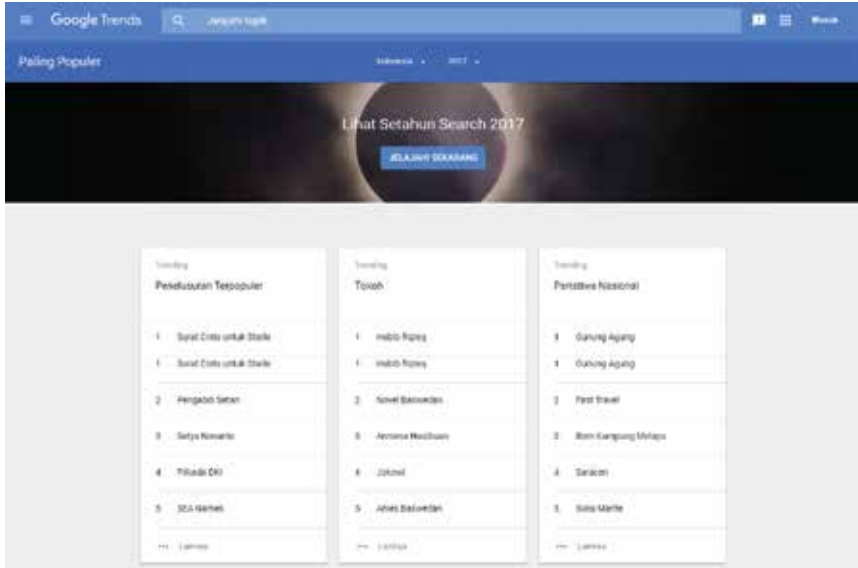 Google Trends
Jelajahi topik
Masuk
Paling Populer
Indonesia
2017
Lihat Setahun Search 2017
JELAJAHI SEKARANG
Trending
Penelusuran Terpopuler
1 Surat Cinta untuk Starla
1 Surat Cinta untuk Starla
2 Pengabdi Setan
3 Setya Novanto
4 Pilkada DKI
5 SEA Games
Lainnya
Trending
Tokoh
1 Habib Rizieq
1 Habib Rizieq
2 Novel Baswedan
3
4 Jokowi
5 Anies Baswedan
Lainnya
Trending
Peristiwa Nasional
1 Gunung Agung
1 Gunung Agung
2 First Travel
3 Bom Kampung Melayu
4 Saracen
5
Lainnya